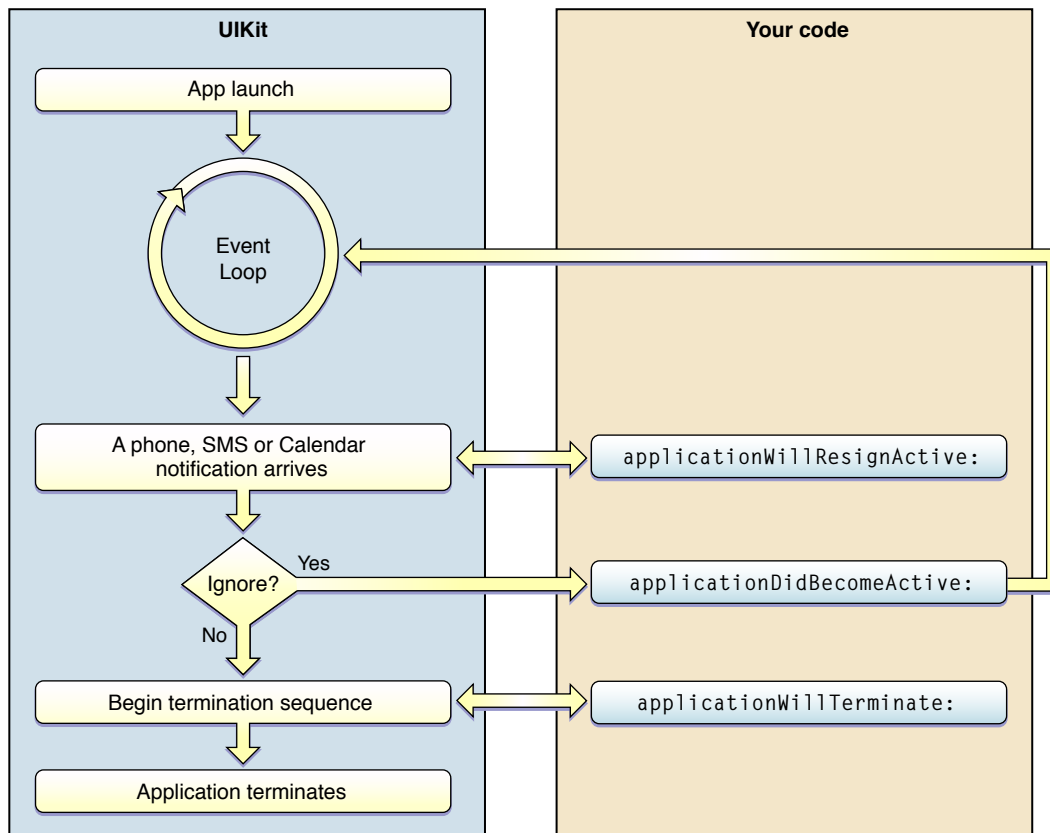 UIKit
Your code
App launch
Event
Loop
A phone, SMS or Calendar
notification arrives
applicationWillResignActive:
Ignore?
Yes
applicationDidBecomeActive:
No
Begin termination sequence
applicationWillTerminate:
Application terminates